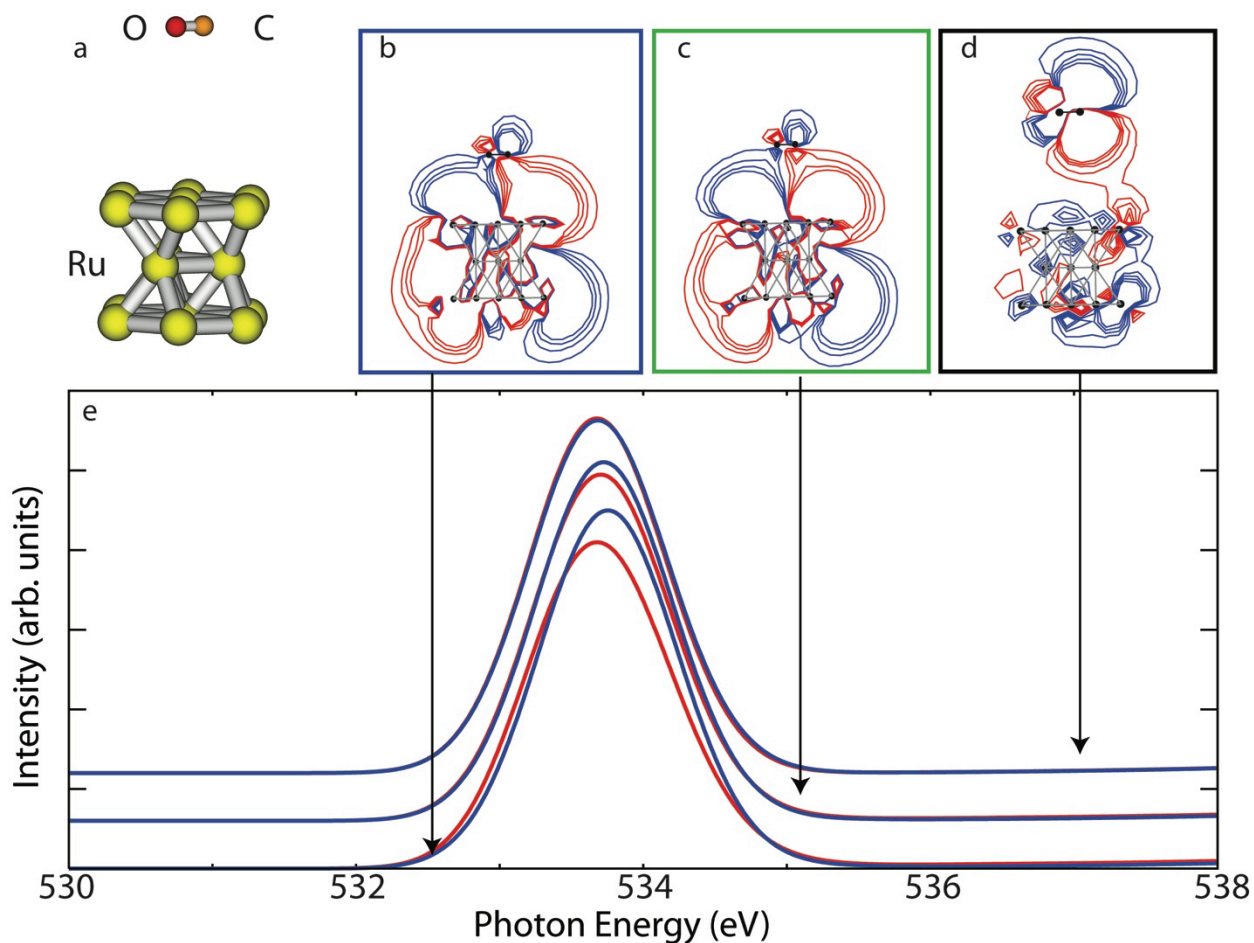 a O C
Ru
b
c
d
e
Intensity (arb. units)
530 532 534 536 538
Photon Energy (eV)